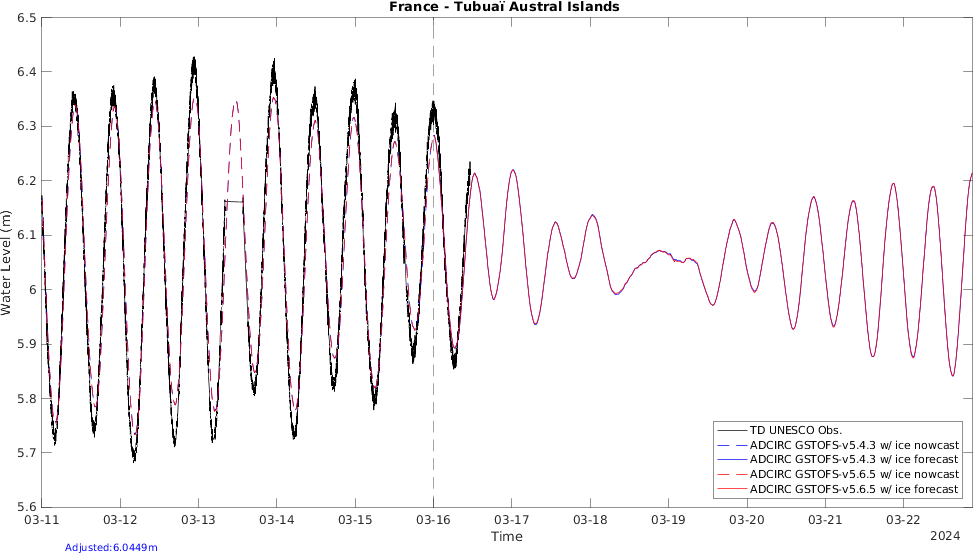 France - Tubuaï Austral Islands
6.5
6.4
6.3
6.2
6.1
6
5.9
5.8
5.7
5.6
Water Level (m)
TD UNESCO Obs.
ADCIRC GSTOFS-v5.4.3 w/ ice nowcast
ADCIRC GSTOFS-v5.4.3 w/ ice forecast
ADCIRC GSTOFS-v5.6.5 w/ ice nowcast
ADCIRC GSTOFS-v5.6.5 w/ ice forecast
03-11 03-12 03-13 03-14 03-15 03-16 03-17 03-18 03-19 03-20 03-21 03-22
Time
2024
Adjusted:6.0449m